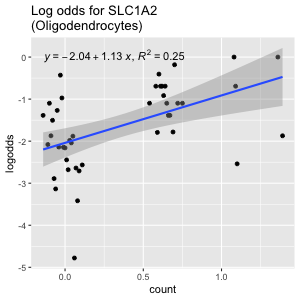 Log odds for SLC1A2
(Oligodendrocytes)
y = −2.04 + 1.13 x, R² = 0.25
0
-1
-2
-3
-4
-5
0.0 0.5 1.0
count
logodds